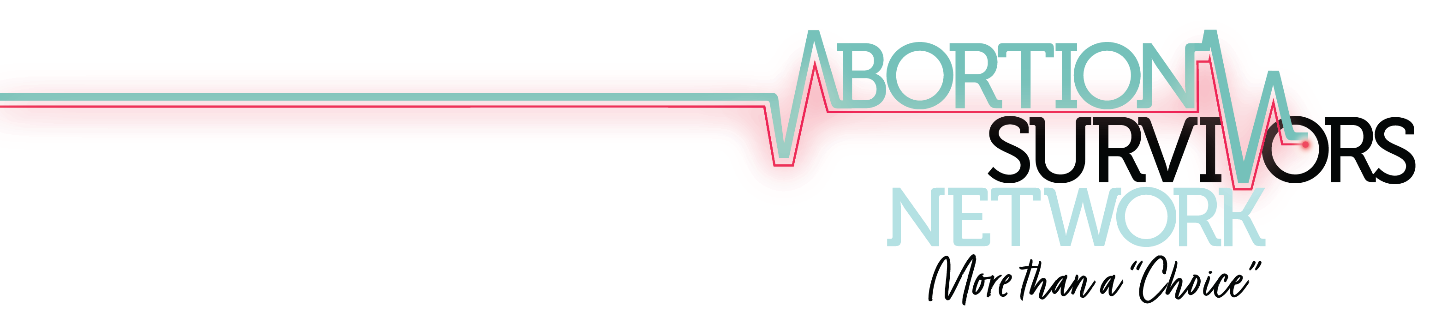 ABORTION
SURVIVORS
NETWORK
More than a “Choice”